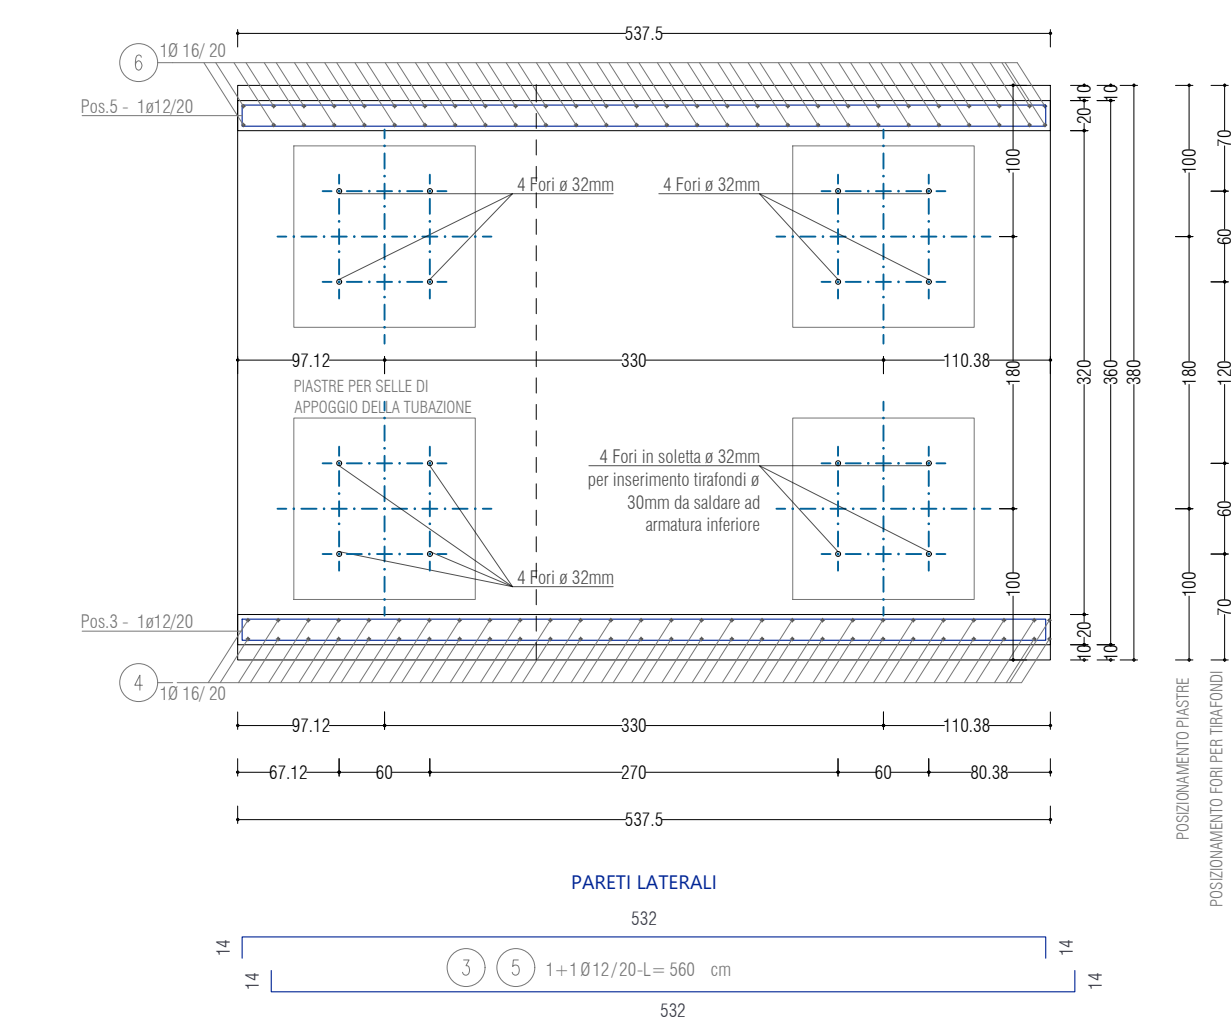 537.5
6
1Ø 16/ 20
Pos.5 - 1ø12/20
10
20
10
100
100
70
4 Fori ø 32mm
4 Fori ø 32mm
60
97.12
330
110.38
180
320
360
380
180
120
PIASTRE PER SELLE DI
APPOGGIO DELLA TUBAZIONE
4 Fori in soletta ø 32mm
per inserimento tirafondi ø
30mm da saldare ad
armatura inferiore
60
4 Fori ø 32mm
100
100
70
Pos.3 - 1ø12/20
20
10
10
4
1Ø 16/ 20
POSIZIONAMENTO PIASTRE
POSIZIONAMENTO FORI PER TIRAFONDI
97.12
330
110.38
67.12
60
270
60
80.38
537.5
PARETI LATERALI
532
14
14
14
3
5
1+1Ø12/20-L= 560 cm
14
532